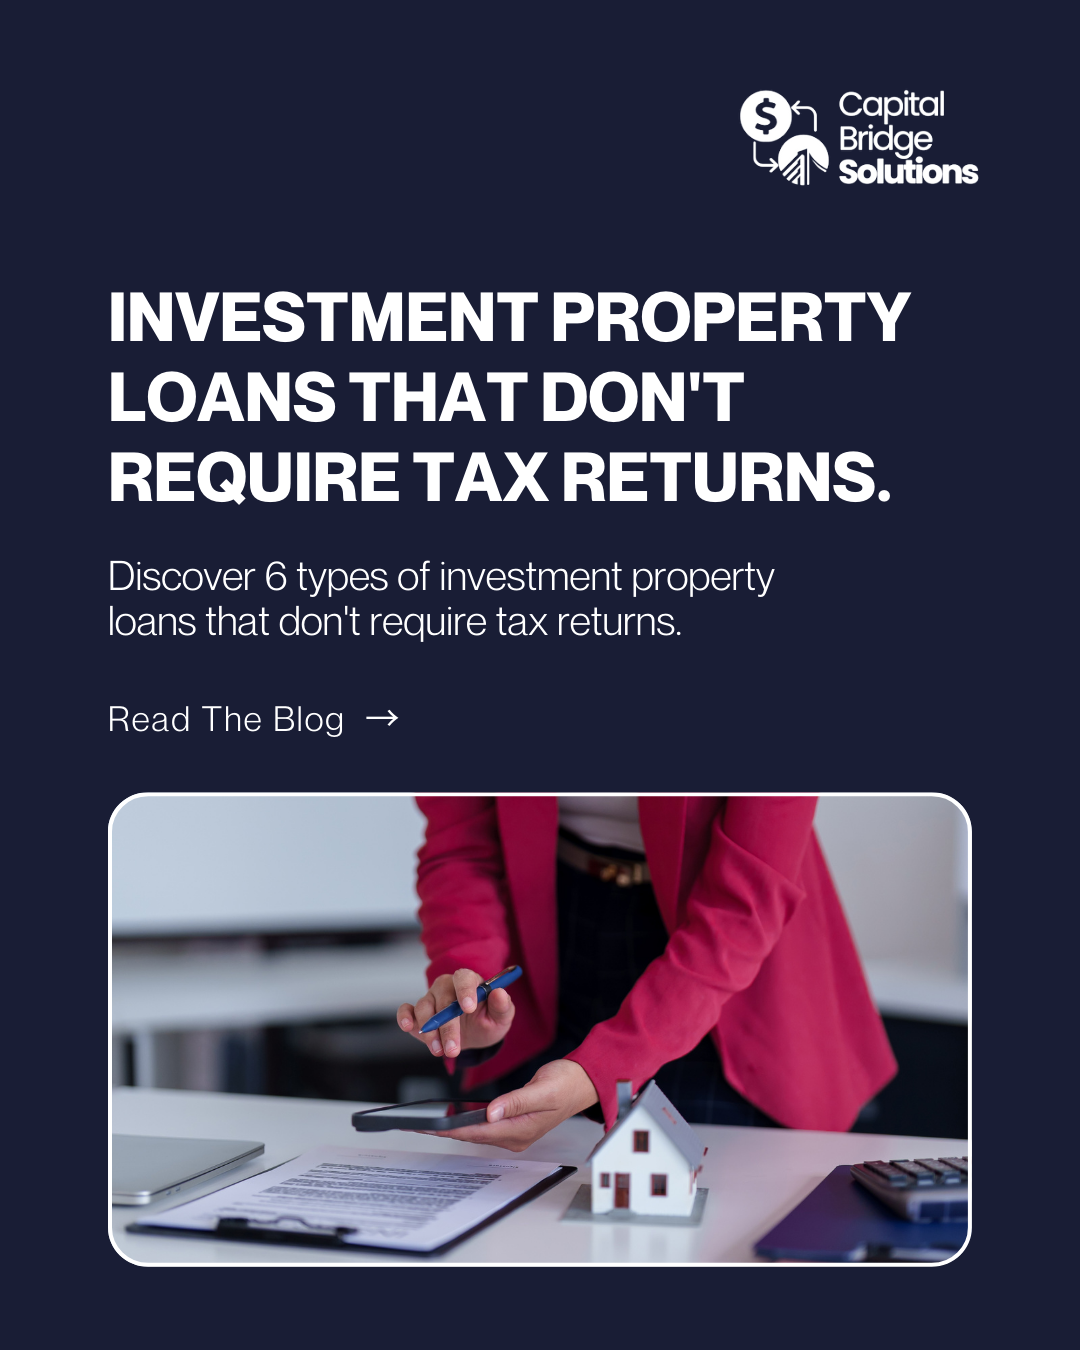 Capital
Bridge
Solutions
INVESTMENT PROPERTY
LOANS THAT DON'T
REQUIRE TAX RETURNS.
Discover 6 types of investment property
loans that don't require tax returns.
Read The Blog →